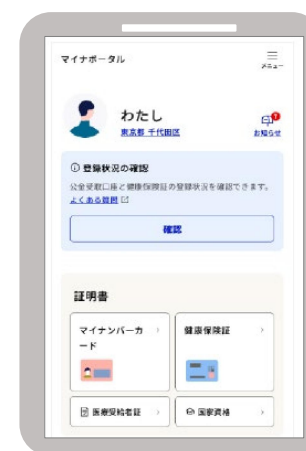 マイナポータル
メニュー
わたし
東京都 千代田区
お知らせ
登録状況の確認
公金受取口座と健康保険証の登録状況を確認できます。
よくある質問
確認
証明書
マイナンバーカ
ード
健康保険証
医療受給者証
国家資格